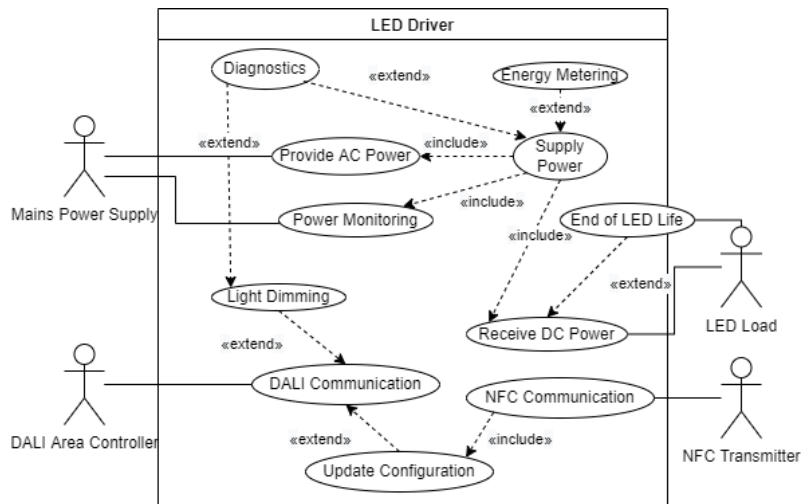 LED Driver
Diagnostics
«extend»
Energy Metering
«extend»
«extend»
Provide AC Power
«include»
Supply
Power
Mains Power Supply
Power Monitoring
«include»
End of LED Life
«include»
«extend»
Light Dimming
LED Load
«extend»
Receive DC Power
DALI Communication
NFC Communication
DALI Area Controller
«extend»
«include»
NFC Transmitter
Update Configuration